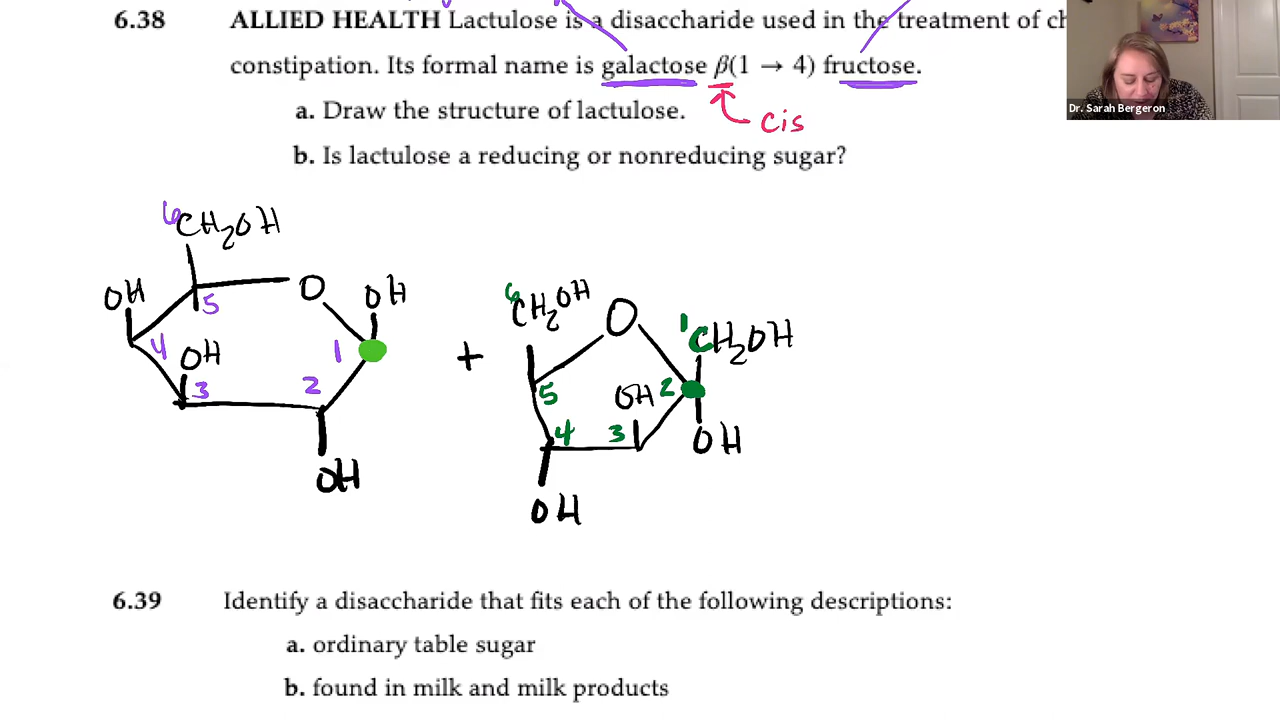 6.38 ALLIED HEALTH Lactulose is a disaccharide used in the treatment of ch
constipation. Its formal name is galactose β(1 → 4) fructose.
a. Draw the structure of lactulose.
cis
b. Is lactulose a reducing or nonreducing sugar?
Dr. Sarah Bergeron
6CH2OH
OH
5
O
OH
4
OH
1
3
2
OH
+
6CH2OH
O
1CH2OH
5
OH
2
4
3
OH
OH
6.39 Identify a disaccharide that fits each of the following descriptions:
a. ordinary table sugar
b. found in milk and milk products